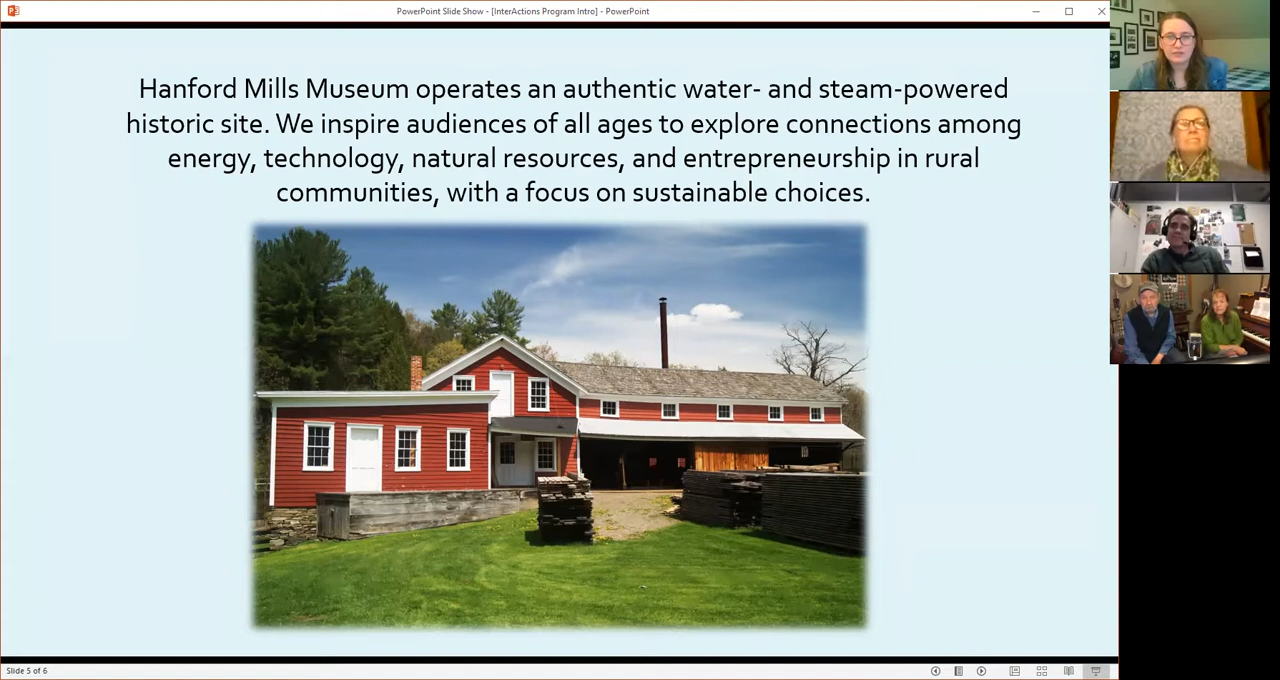 PowerPoint Slide Show - [InterActions Program Intro] - PowerPoint
Hanford Mills Museum operates an authentic water- and steam-powered
historic site. We inspire audiences of all ages to explore connections among
energy, technology, natural resources, and entrepreneurship in rural
communities, with a focus on sustainable choices.
Slide 5 of 6